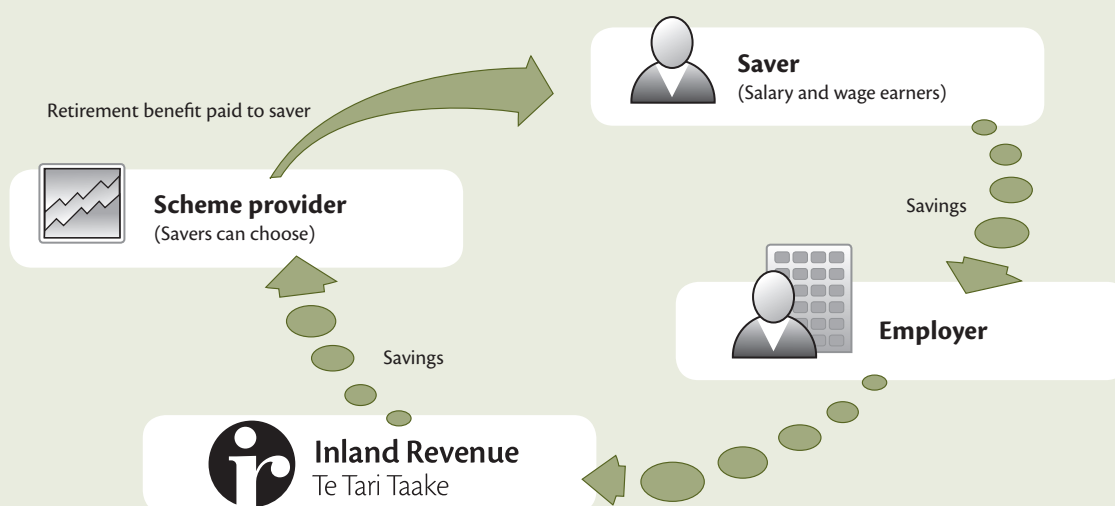 Saver
(Salary and wage earners)
Retirement benefit paid to saver
Scheme provider
(Savers can choose)
Savings
Employer
Savings
ir
Inland Revenue
Te Tari Taake